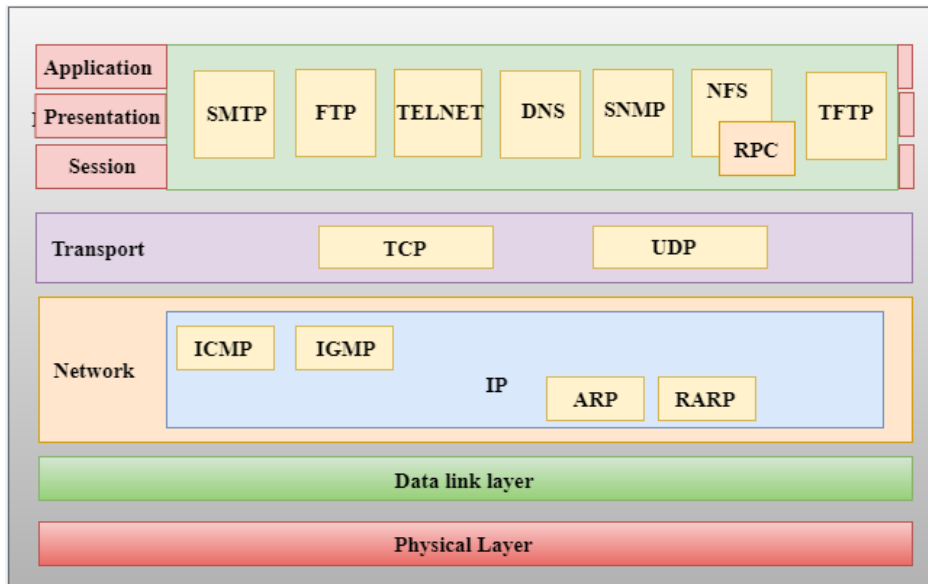 Application
Presentation
Session
SMTP
FTP
TELNET
DNS
SNMP
NFS
RPC
TFTP
Transport
TCP
UDP
Network
ICMP
IGMP
IP
ARP
RARP
Data link layer
Physical Layer